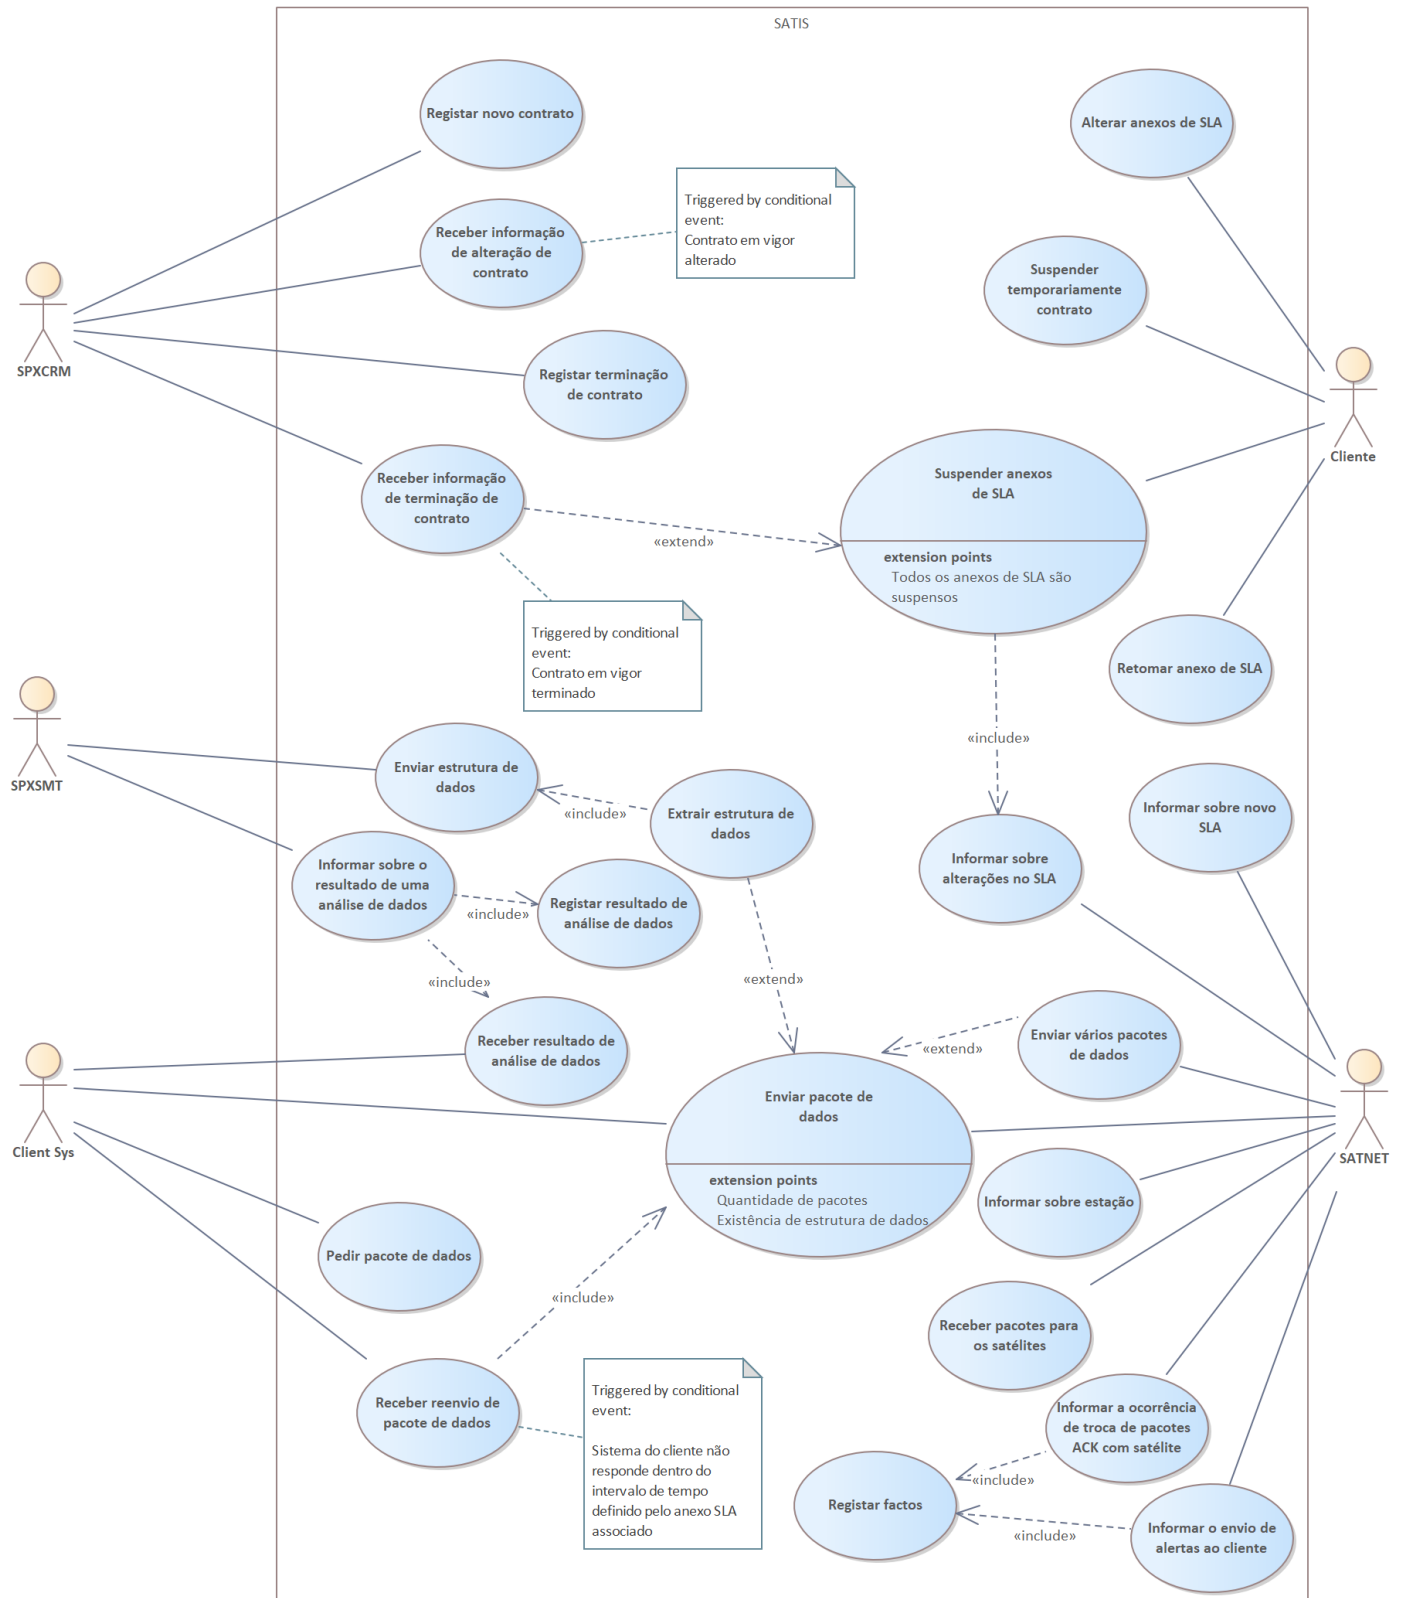 SATIS
Registar novo contrato
Alterar anexos de SLA
Triggered by conditional
event:
Contrato em vigor
alterado
Receber informação
de alteração de
contrato
Suspender
temporariamente
contrato
SPXCRM
Registar terminação
de contrato
Cliente
Receber informação
de terminação de
contrato
Suspender anexos
de SLA
extension points
Todos os anexos de SLA são
suspensos
«extend»
Triggered by conditional
event:
Contrato em vigor
terminado
Retomar anexo de SLA
«include»
SPXSMT
Enviar estrutura de
dados
«include»
Extrair estrutura de
dados
Informar sobre novo
SLA
Informar sobre o
resultado de uma
análise de dados
«include»
Registar resultado de
análise de dados
Informar sobre
alterações no SLA
«include»
«extend»
Receber resultado de
análise de dados
«extend»
Enviar vários pacotes
de dados
Client Sys
Enviar pacote de
dados
extension points
Quantidade de pacotes
Existência de estrutura de dados
SATNET
Informar sobre estação
Pedir pacote de dados
«include»
Receber pacotes para
os satélites
Receber reenvio de
pacote de dados
Triggered by conditional
event:
Sistema do cliente não
responde dentro do
intervalo de tempo
definido pelo anexo SLA
associado
Informar a ocorrência
de troca de pacotes
ACK com satélite
«include»
Registar factos
«include»
Informar o envio de
alertas ao cliente